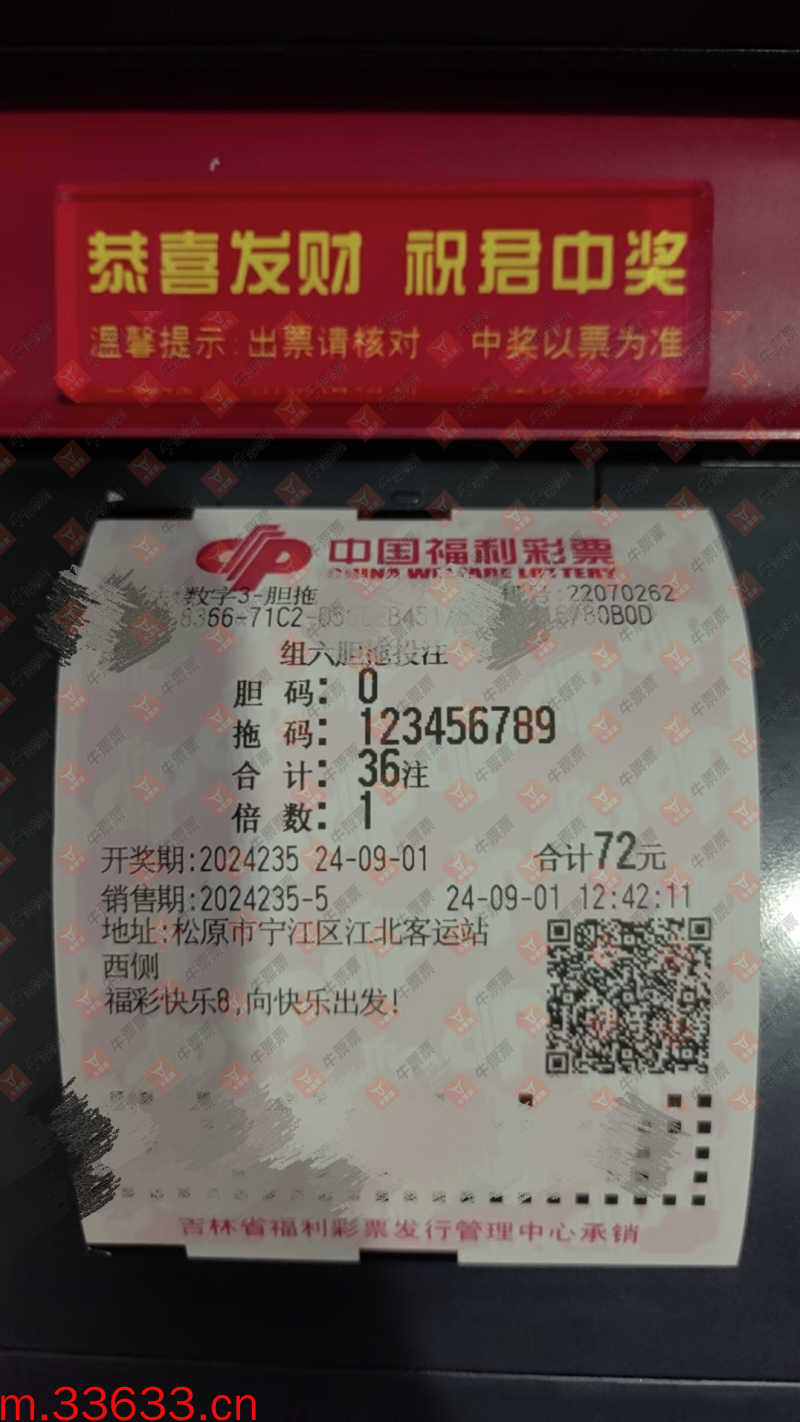 恭喜发财 祝君中奖
温馨提示:出票请核对 中奖以票为准
中国福利彩票
CHINA WELFARE LOTTERY
数字3-胆拖 22070262
8366-71C2- 780B0D
组六胆拖投注
胆 码: 0
拖 码: 123456789
合 计: 36注
倍 数: 1
开奖期:2024235 24-09-01 合计72元
销售期:2024235-5 24-09-01 12:42:11
地址:松原市宁江区江北客运站
西侧
福彩快乐8,向快乐出发!
吉林省福利彩票发行管理中心承销
牛票票
m.33633.cn